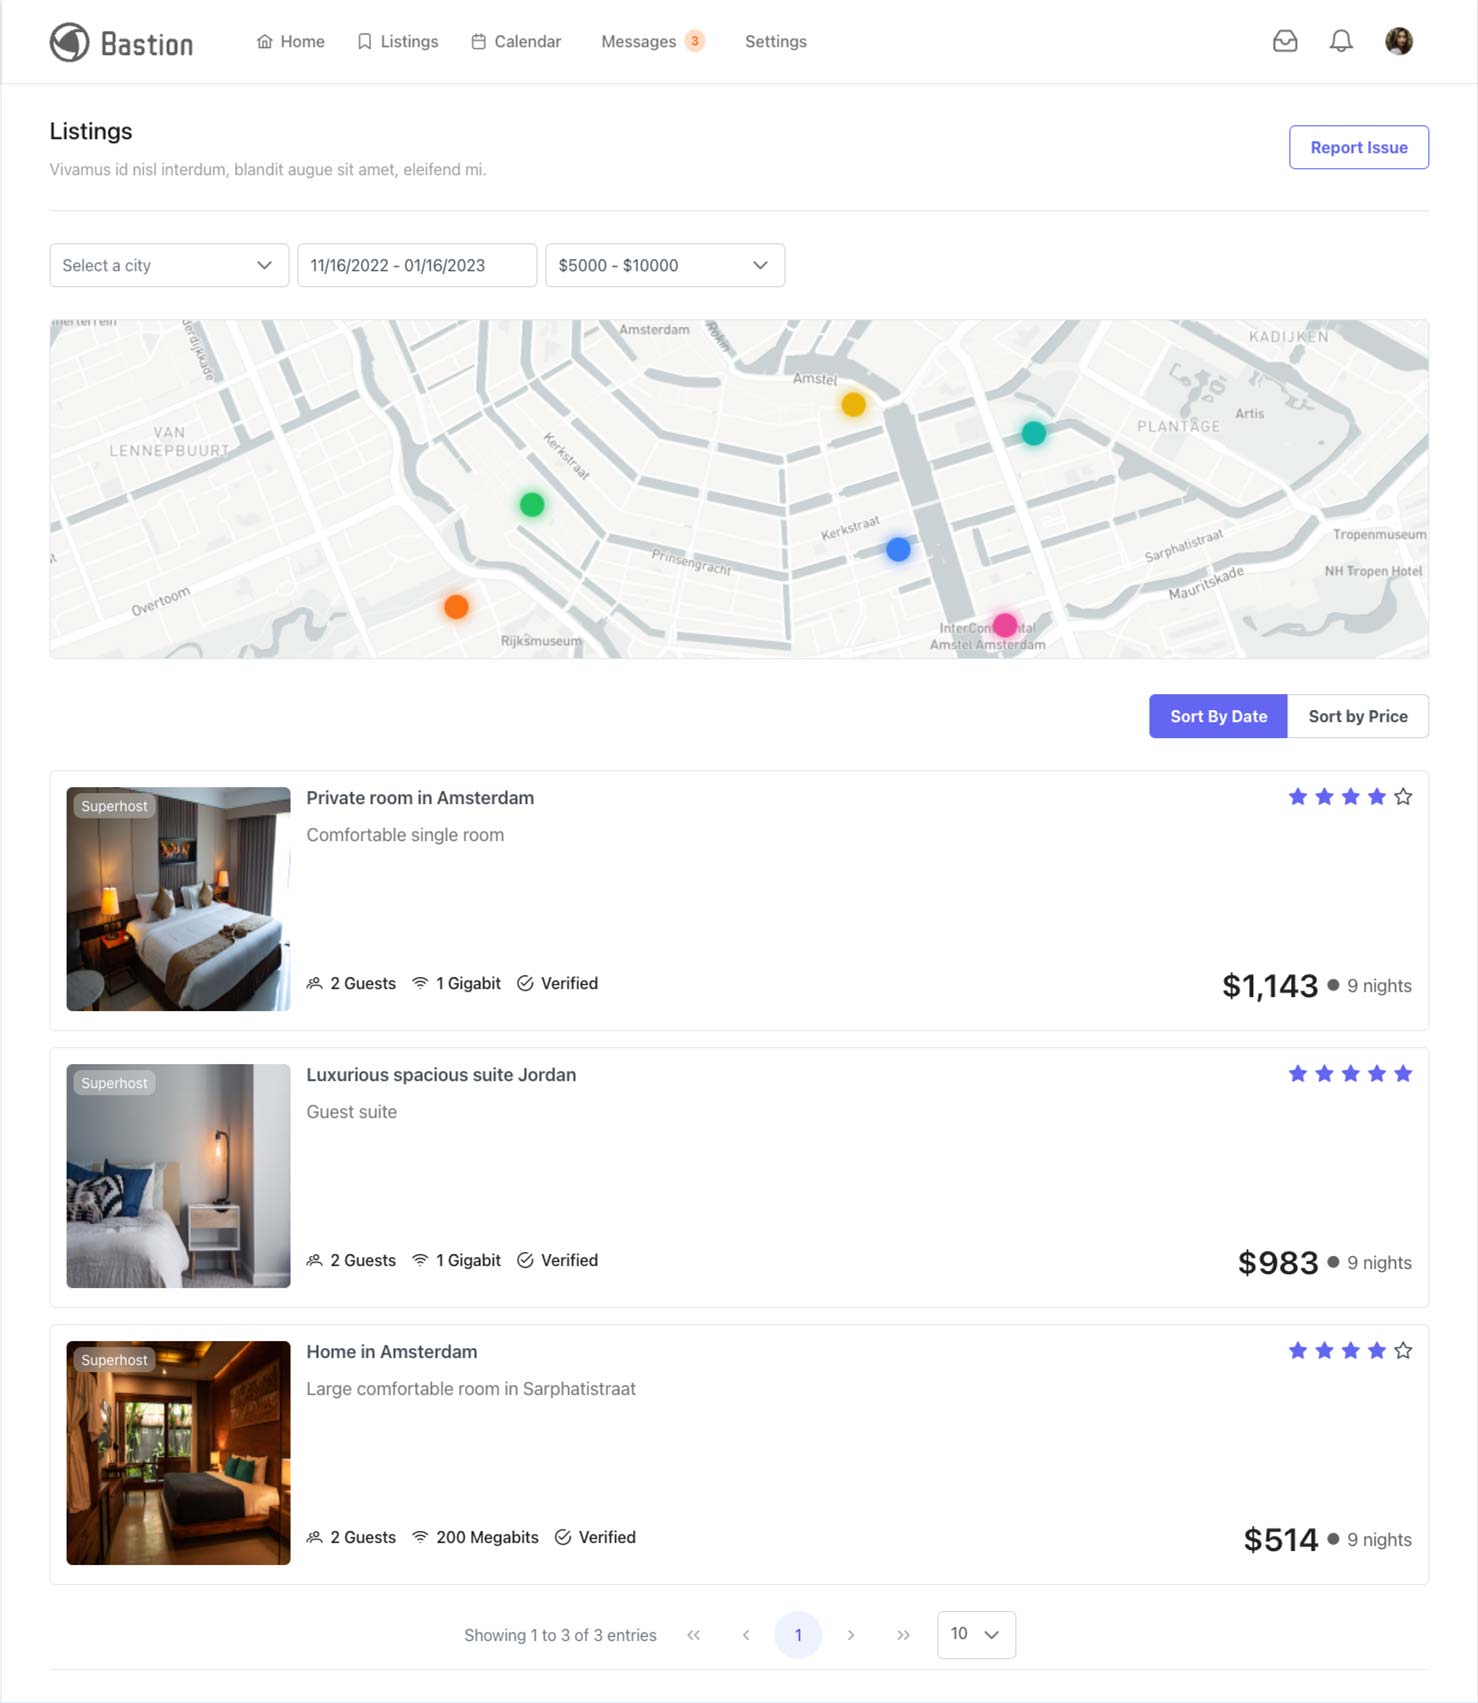 Bastion
Home
Listings
Calendar
Messages 3
Settings
Listings
Vivamus id nisl interdum, blandit augue sit amet, eleifend mi.
Report Issue
Select a city
11/16/2022 - 01/16/2023
$5000 - $10000
Amsterdam
Rokin
KADIJKEN
Amstel
Artis
PLANTAGE
VAN
LENNEPBUURT
Kerkstraat
Kerkstraat
Prinsengracht
Sarphatistraat
Tropenmuseum
NH Tropen Hotel
Mauritskade
Overtoom
Rijksmuseum
Amstel Amsterdam
Sort By Date
Sort by Price
Superhost
Private room in Amsterdam
Comfortable single room
2 Guests
1 Gigabit
Verified
$1,143
9 nights
Superhost
Luxurious spacious suite Jordan
Guest suite
2 Guests
1 Gigabit
Verified
$983
9 nights
Superhost
Home in Amsterdam
Large comfortable room in Sarphatistraat
2 Guests
200 Megabits
Verified
$514
9 nights
Showing 1 to 3 of 3 entries
1
10